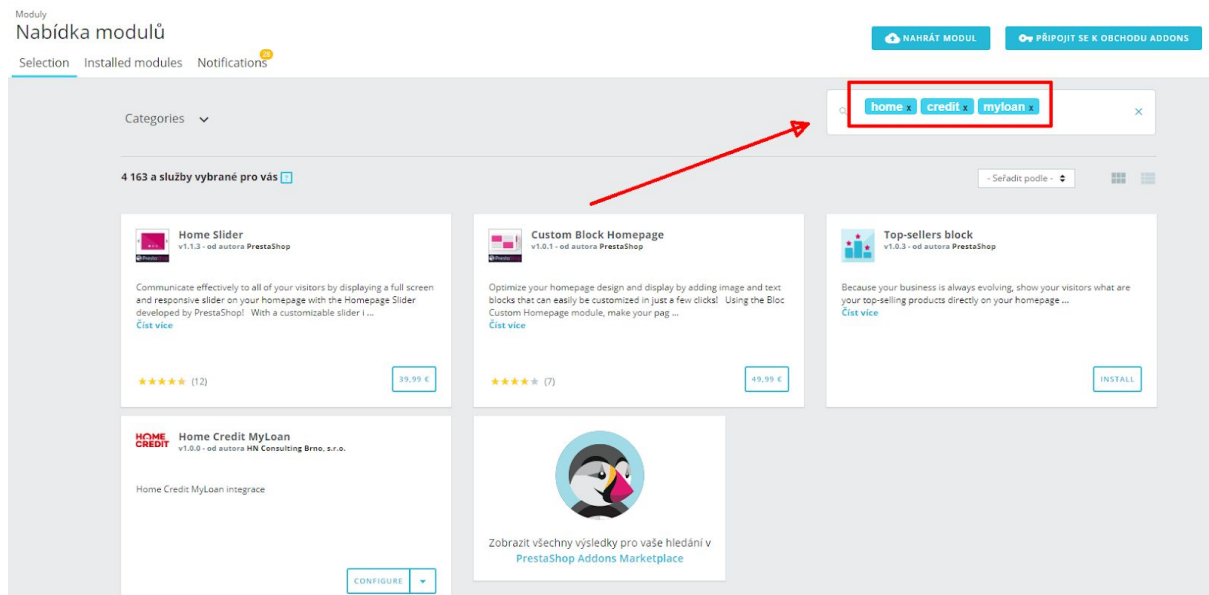 Moduly
Nabídka modulů
NAHRÁT MODUL
PŘIPOJIT SE K OBCHODU ADDONS
Selection Installed modules Notifications
28
home x credit x myloan x
×
Categories
4 163 a služby vybrané pro vás
- Seřadit podle -
Home Slider
v1.1.3 - od autora PrestaShop
Communicate effectively to all of your visitors by displaying a full screen
and responsive slider on your homepage with the Homepage Slider
developed by PrestaShop! With a customizable slider i ...
Číst více
(12)
39,99 €
Custom Block Homepage
v1.0.1 - od autora PrestaShop
Optimize your homepage design and display by adding image and text
blocks that can easily be customized in just a few clicks! Using the Bloc
Custom Homepage module, make your pag ...
Číst více
(7)
49,99 €
Top-sellers block
v1.0.3 - od autora PrestaShop
Because your business is always evolving, show your visitors what are
your top-selling products directly on your homepage ...
Číst více
INSTALL
HOME
CREDIT
Home Credit MyLoan
v1.0.0 - od autora HN Consulting Brno, s.r.o.
Home Credit MyLoan integrace
CONFIGURE
Zobrazit všechny výsledky pro vaše hledání v
PrestaShop Addons Marketplace